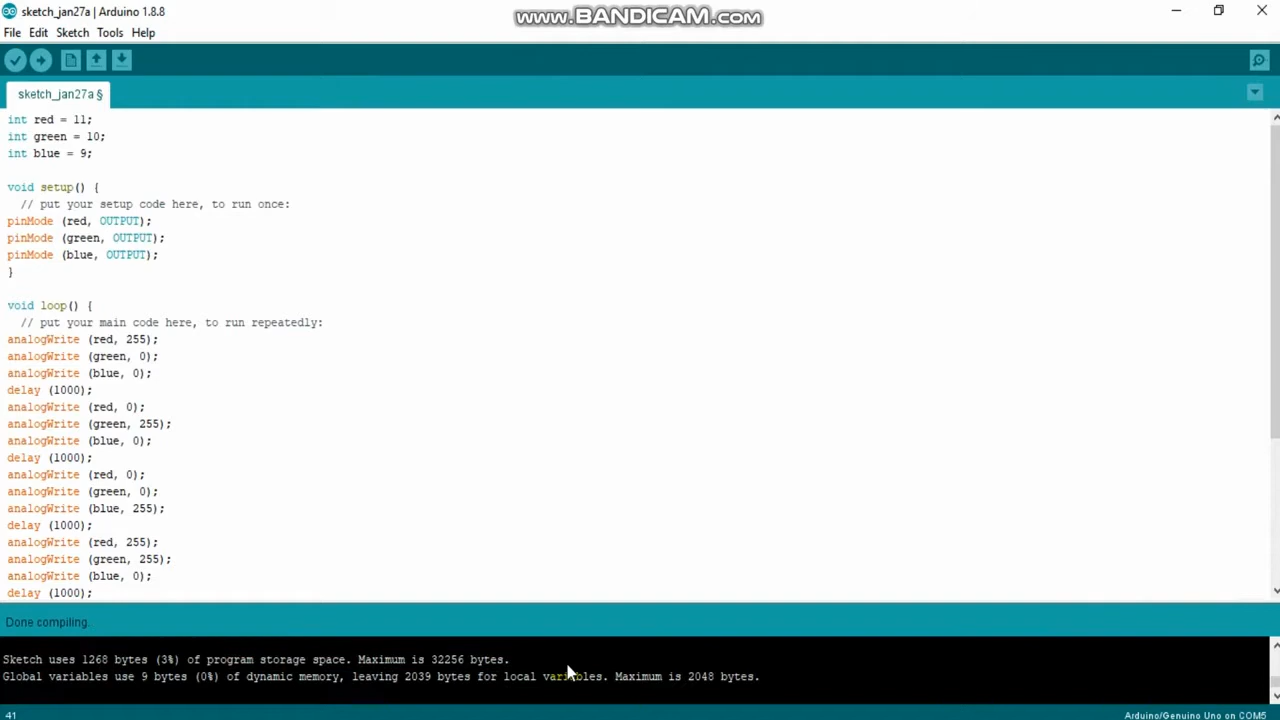 sketch_jan27a | Arduino 1.8.8
www.BANDICAM.com
File Edit Sketch Tools Help
sketch_jan27a §
int red = 11;
int green = 10;
int blue = 9;
void setup() {
// put your setup code here, to run once:
pinMode (red, OUTPUT);
pinMode (green, OUTPUT);
pinMode (blue, OUTPUT);
}
void loop() {
// put your main code here, to run repeatedly:
analogWrite (red, 255);
analogWrite (green, 0);
analogWrite (blue, 0);
delay (1000);
analogWrite (red, 0);
analogWrite (green, 255);
analogWrite (blue, 0);
delay (1000);
analogWrite (red, 0);
analogWrite (green, 0);
analogWrite (blue, 255);
delay (1000);
analogWrite (red, 255);
analogWrite (green, 255);
analogWrite (blue, 0);
delay (1000);
Done compiling.
Sketch uses 1268 bytes (3%) of program storage space. Maximum is 32256 bytes.
Global variables use 9 bytes (0%) of dynamic memory, leaving 2039 bytes for local variables. Maximum is 2048 bytes.
41
Arduino/Genuino Uno on COM5